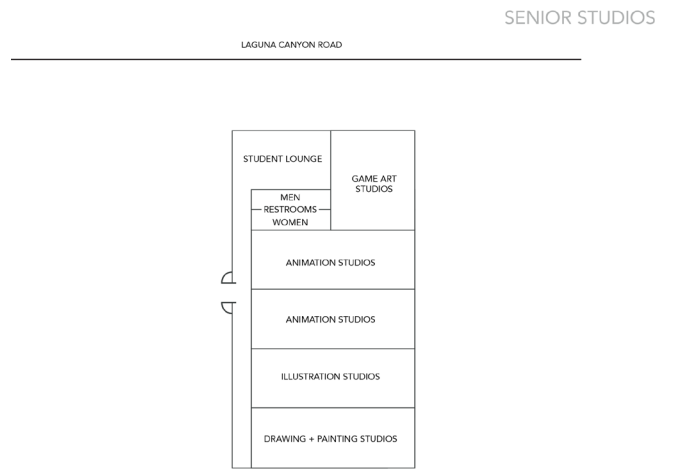 SENIOR STUDIOS
LAGUNA CANYON ROAD
STUDENT LOUNGE
GAME ART
STUDIOS
MEN
RESTROOMS
WOMEN
ANIMATION STUDIOS
ANIMATION STUDIOS
ILLUSTRATION STUDIOS
DRAWING + PAINTING STUDIOS